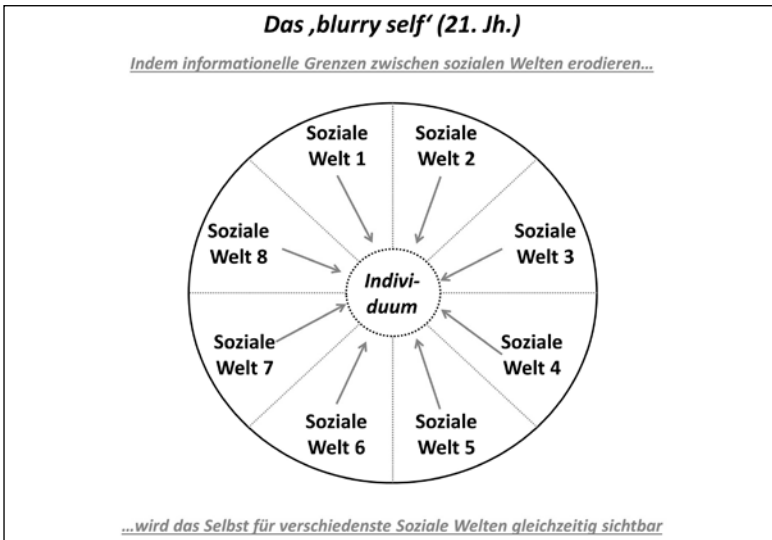 Das ‚blurry self‘ (21. Jh.)
Indem informationelle Grenzen zwischen sozialen Welten erodieren…
Soziale
Welt 1
Soziale
Welt 2
Soziale
Welt 3
Soziale
Welt 4
Soziale
Welt 5
Soziale
Welt 6
Soziale
Welt 7
Soziale
Welt 8
Indivi-
duum
…wird das Selbst für verschiedenste Soziale Welten gleichzeitig sichtbar